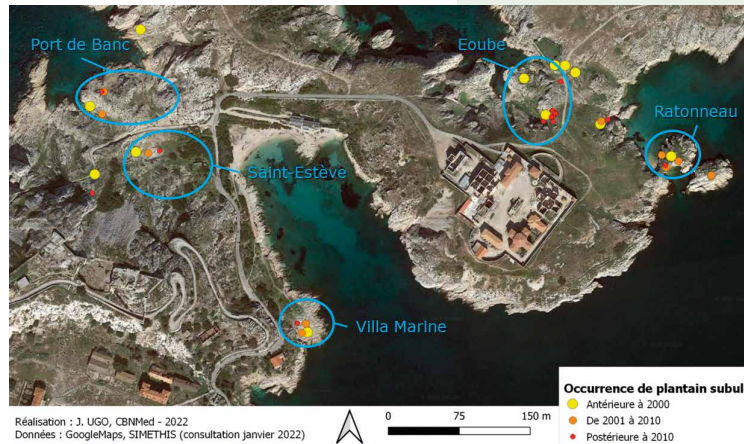 Port de Banc
Eoube
Ratonneau
Saint-Estève
Villa Marine
Occurrence de plantain subul
Antérieure à 2000
De 2001 à 2010
Postérieure à 2010
0 75 150 m
Réalisation : J. UGO, CBNMed - 2022
Données : GoogleMaps, SIMETHIS (consultation janvier 2022)